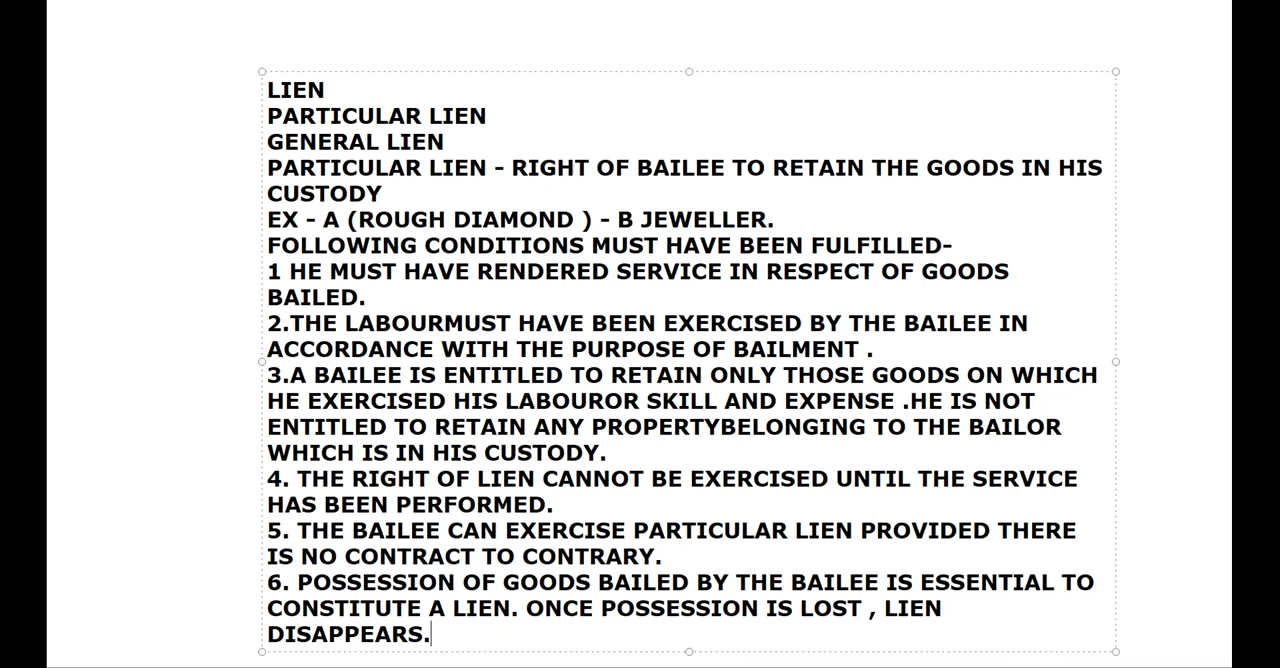 LIEN
PARTICULAR LIEN
GENERAL LIEN
PARTICULAR LIEN - RIGHT OF BAILEE TO RETAIN THE GOODS IN HIS
CUSTODY
EX - A (ROUGH DIAMOND ) - B JEWELLER.
FOLLOWING CONDITIONS MUST HAVE BEEN FULFILLED-
1 HE MUST HAVE RENDERED SERVICE IN RESPECT OF GOODS
BAILED.
2.THE LABOURMUST HAVE BEEN EXERCISED BY THE BAILEE IN
ACCORDANCE WITH THE PURPOSE OF BAILMENT .
3.A BAILEE IS ENTITLED TO RETAIN ONLY THOSE GOODS ON WHICH
HE EXERCISED HIS LABOUROR SKILL AND EXPENSE .HE IS NOT
ENTITLED TO RETAIN ANY PROPERTYBELONGING TO THE BAILOR
WHICH IS IN HIS CUSTODY.
4. THE RIGHT OF LIEN CANNOT BE EXERCISED UNTIL THE SERVICE
HAS BEEN PERFORMED.
5. THE BAILEE CAN EXERCISE PARTICULAR LIEN PROVIDED THERE
IS NO CONTRACT TO CONTRARY.
6. POSSESSION OF GOODS BAILED BY THE BAILEE IS ESSENTIAL TO
CONSTITUTE A LIEN. ONCE POSSESSION IS LOST , LIEN
DISAPPEARS.